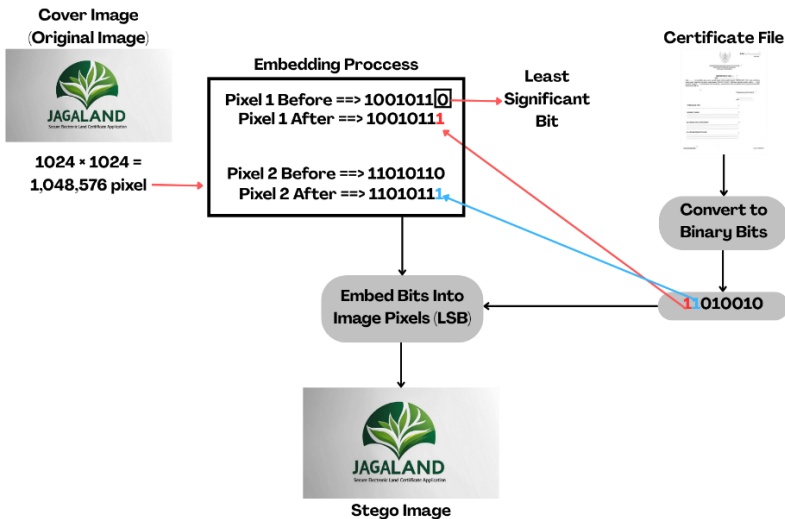 Cover Image
(Original Image)
JAGALAND
Secure Electronic Land Certificate Application
1024 × 1024 =
1,048,576 pixel
Embedding Proccess
Pixel 1 Before ==> 10010110
Pixel 1 After ==> 10010111
Pixel 2 Before ==> 11010110
Pixel 2 After ==> 11010111
Least
Significant
Bit
Certificate File
Convert to
Binary Bits
11010010
Embed Bits Into
Image Pixels (LSB)
JAGALAND
Secure Electronic Land Certificate Application
Stego Image